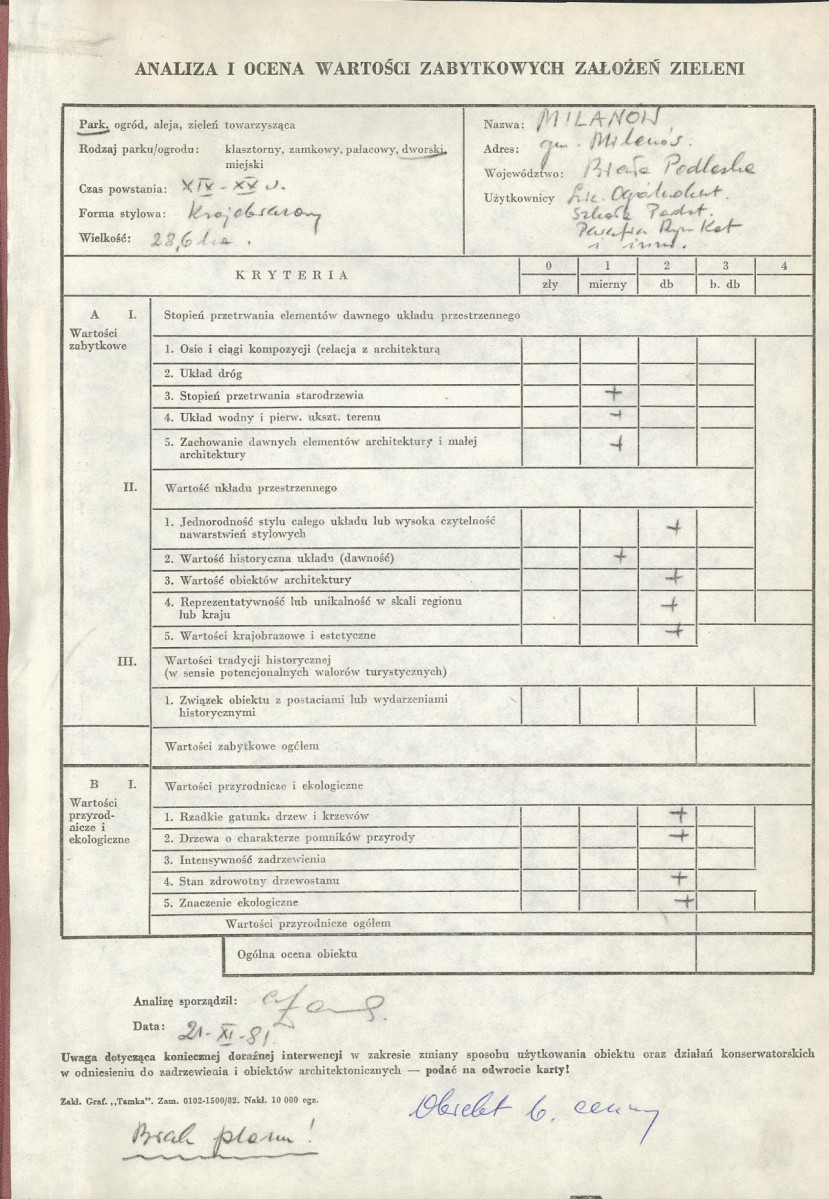 ANALIZA I OCENA WARTOŚCI ZABYTKOWYCH ZAŁOŻEŃ ZIELENI
Park, ogród, aleja, zieleń towarzysząca
Rodzaj parku/ogrodu: klasztorny, zamkowy, pałacowy, dworski,
miejski
Czas powstania: XIX - XX w.
Forma stylowa: Krajobrazowy
Wielkość: 28,6 ha.
Nazwa: MILANÓW
Adres: gm. Milanów.
Województwo: Biała Podlaska
Użytkownicy Lic. Ogólnokszt.
Szkoła Podst.
Parafia Rzym Kat
i inni.
KRYTERIA
0 1 2 3 4
zły mierny db b. db
A I. Stopień przetrwania elementów dawnego układu przestrzennego
Wartości
zabytkowe
1. Osie i ciągi kompozycji (relacja z architekturą
2. Układ dróg
3. Stopień przetrwania starodrzewia +
4. Układ wodny i pierw. ukszt. terenu +
5. Zachowanie dawnych elementów architektury i małej
architektury +
II. Wartość układu przestrzennego
1. Jednorodność stylu całego układu lub wysoka czytelność
nawarstwień stylowych +
2. Wartość historyczna układu (dawność) +
3. Wartość obiektów architektury +
4. Reprezentatywność lub unikalność w skali regionu
lub kraju +
5. Wartości krajobrazowe i estetyczne +
III. Wartości tradycji historycznej
(w sensie potencjonalnych walorów turystycznych)
1. Związek obiektu z postaciami lub wydarzeniami
historycznymi
Wartości zabytkowe ogółem
B I. Wartości przyrodnicze i ekologiczne
Wartości
przyrod-
nicze i
ekologiczne
1. Rzadkie gatunki drzew i krzewów +
2. Drzewa o charakterze pomników przyrody +
3. Intensywność zadrzewienia
4. Stan zdrowotny drzewostanu +
5. Znaczenie ekologiczne +
Wartości przyrodnicze ogółem
Ogólna ocena obiektu
Analizę sporządził:
Data: 21-XI-81
Uwaga dotycząca koniecznej doraźnej interwencji w zakresie zmiany sposobu użytkowania obiektu oraz działań konserwatorskich
w odniesieniu do zadrzewienia i obiektów architektonicznych — podać na odwrocie karty!
Zakł. Graf. „Tamka". Zam. 0102-1500/82. Nakł. 10 000 egz.
Obiekt b. cenny
Brak planu!